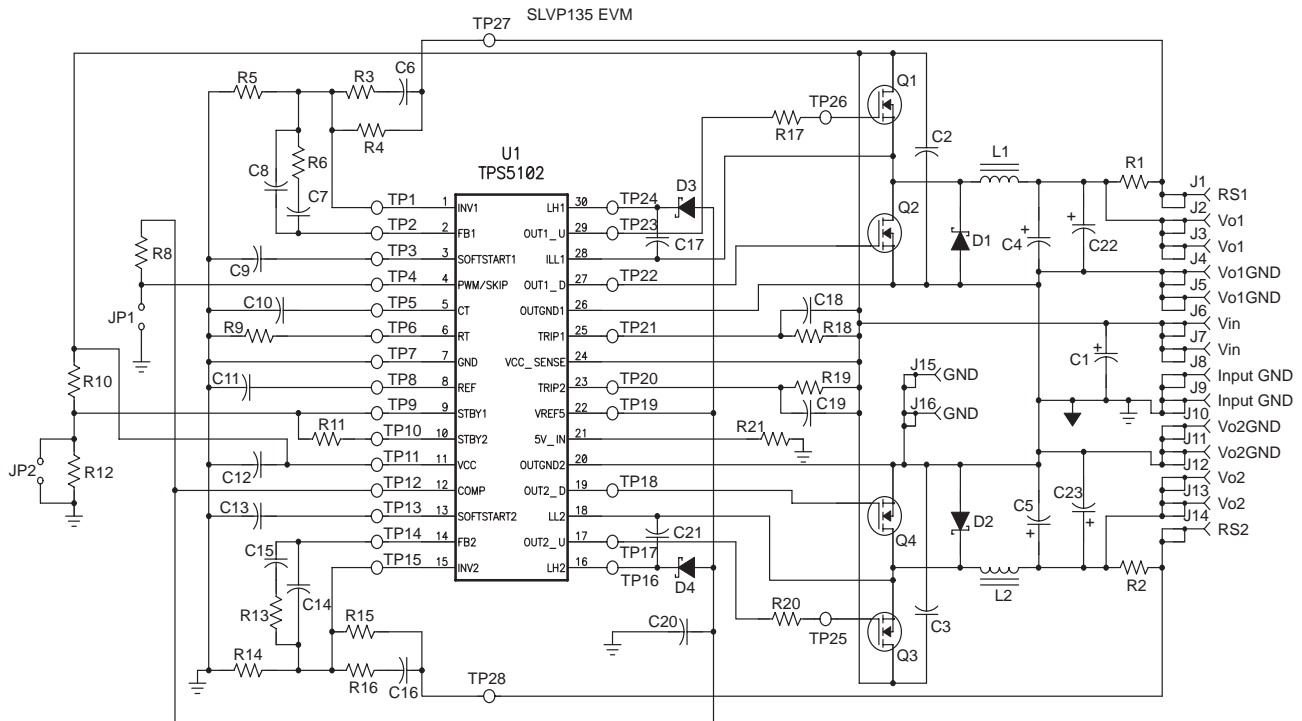 SLVP135 EVM
TP27
R5
R3
C6
R4
R6
C8
C7
Q1
TP26
R17
C2
L1
R1
U1
TPS5102
D3
Q2
D1
C4
C22
C17
J1
RS1
J2
Vo1
J3
Vo1
J4
Vo1GND
J5
Vo1GND
J6
Vin
J7
Vin
J8
Input GND
J9
Input GND
J10
Vo2GND
J11
Vo2GND
J12
Vo2
J13
Vo2
J14
RS2
TP1 1 INV1
TP2 2 FB1
TP3 3 SOFTSTART1
TP4 4 PWM/SKIP
TP5 5 CT
TP6 6 RT
TP7 7 GND
TP8 8 REF
TP9 9 STBY1
TP10 10 STBY2
TP11 11 VCC
TP12 12 COMP
TP13 13 SOFTSTART2
TP14 14 FB2
TP15 15 INV2
LH1 30 TP24
OUT1_U 29 TP23
ILL1 28
OUT1_D 27 TP22
OUTGND1 26
TRIP1 25 TP21
VCC_SENSE 24
TRIP2 23 TP20
VREF5 22 TP19
5V_IN 21
OUTGND2 20
OUT2_D 19 TP18
LL2 18
OUT2_U 17 TP17
LH2 16 TP16
R8
C9
JP1
C10
R9
R10
C11
R11
JP2
R12
C12
C13
C15
R13
C14
R14
R15
R16
C16
TP28
C18
R18
R19
C19
R21
J15
GND
J16
GND
C1
C21
D4
C20
Q4
D2
C5
C23
R20
TP25
Q3
C3
L2
R2
+
+
+
+
+